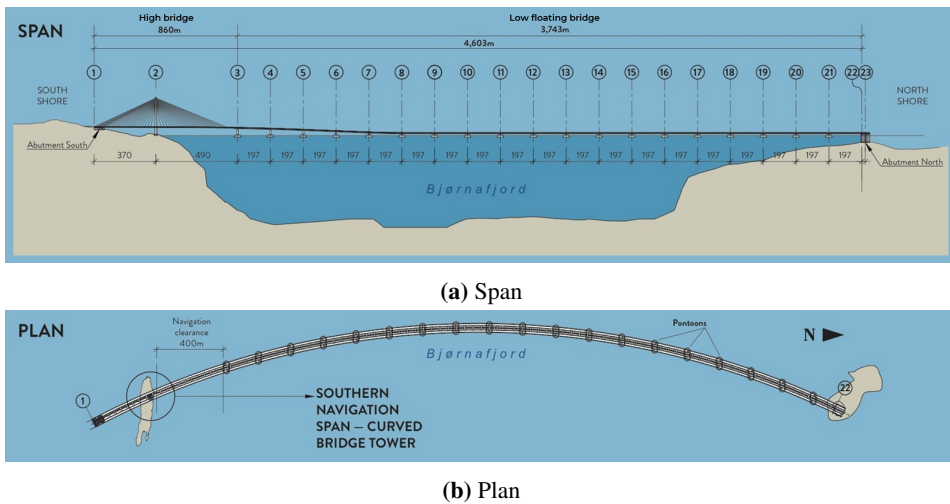 High bridge
Low floating bridge
SPAN
860m
3,743m
4,603m
1 2 3 4 5 6 7 8 9 10 11 12 13 14 15 16 17 18 19 20 21 22 23
SOUTH
SHORE
NORTH
SHORE
Abutment South
Abutment North
370 490 197 197 197 197 197 197 197 197 197 197 197 197 197 197 197 197 197 197 197
Bjørnafjord
(a) Span
PLAN
Navigation
clearance
400m
Pontoons
N
Bjørnafjord
1
22
SOUTHERN
NAVIGATION
SPAN – CURVED
BRIDGE TOWER
(b) Plan